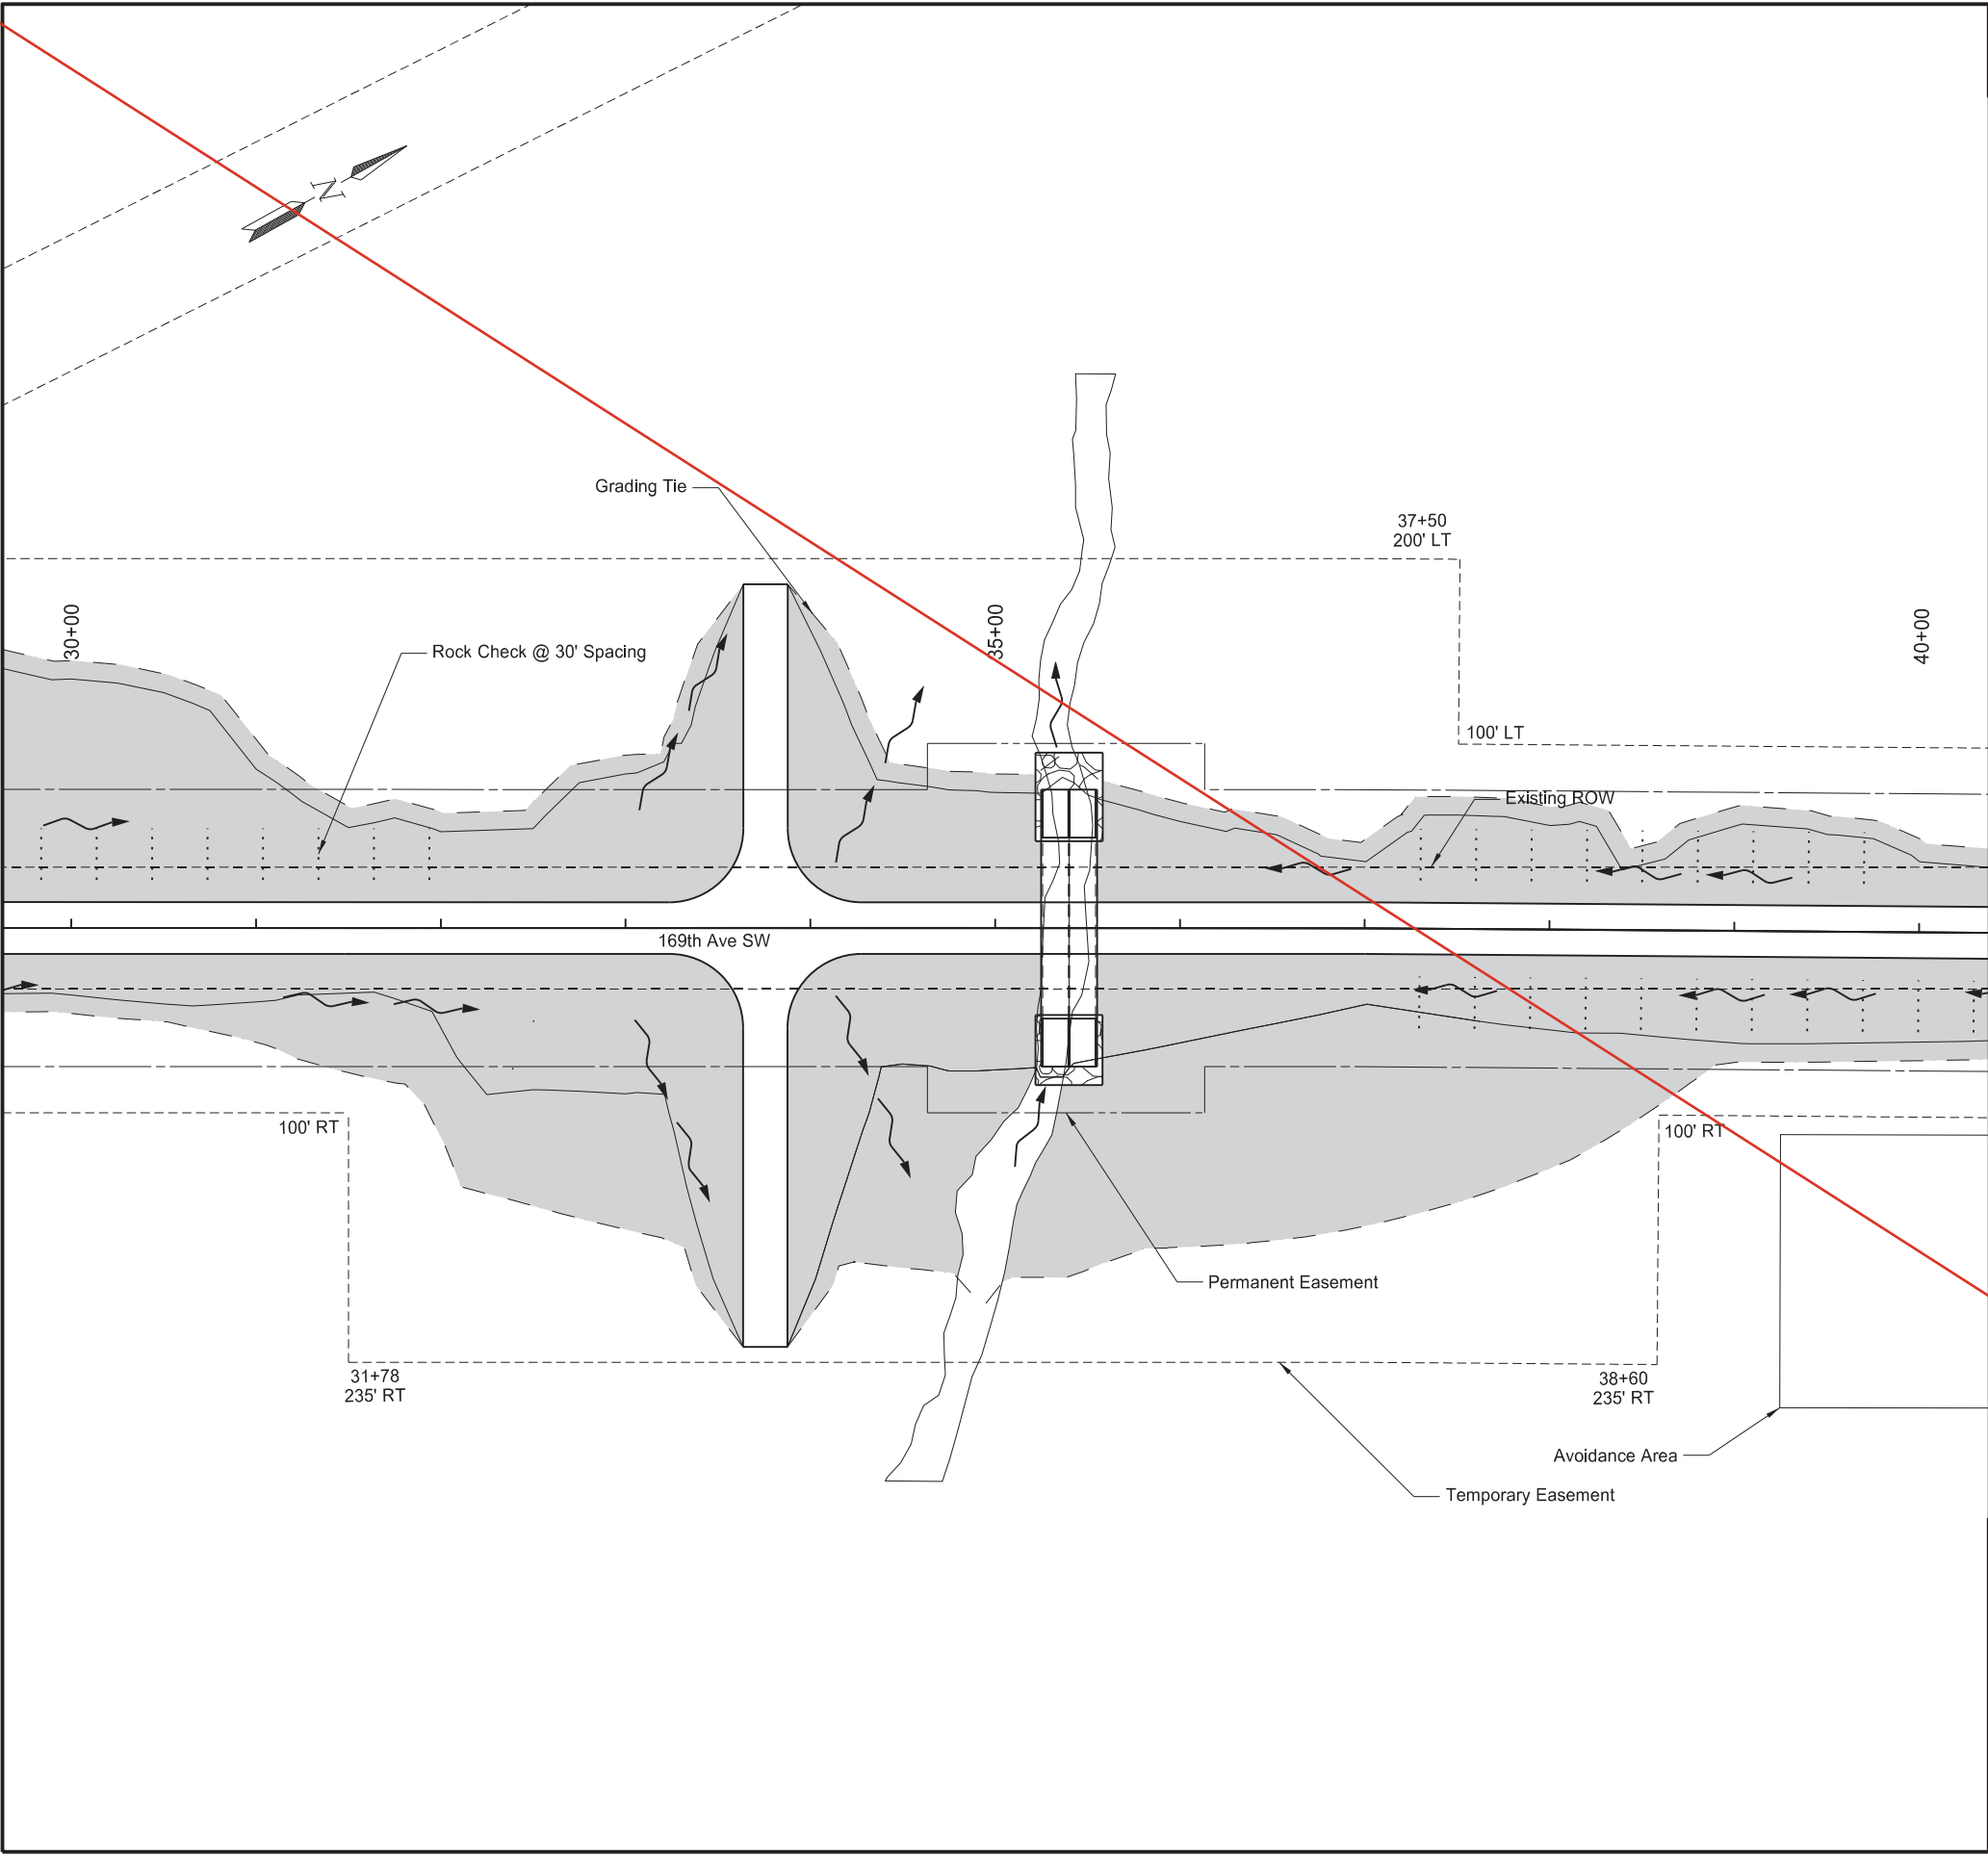 N
Grading Tie
37+50
200' LT
30+00
35+00
40+00
Rock Check @ 30' Spacing
100' LT
Existing ROW
169th Ave SW
100' RT
100' RT
Permanent Easement
31+78
235' RT
38+60
235' RT
Avoidance Area
Temporary Easement